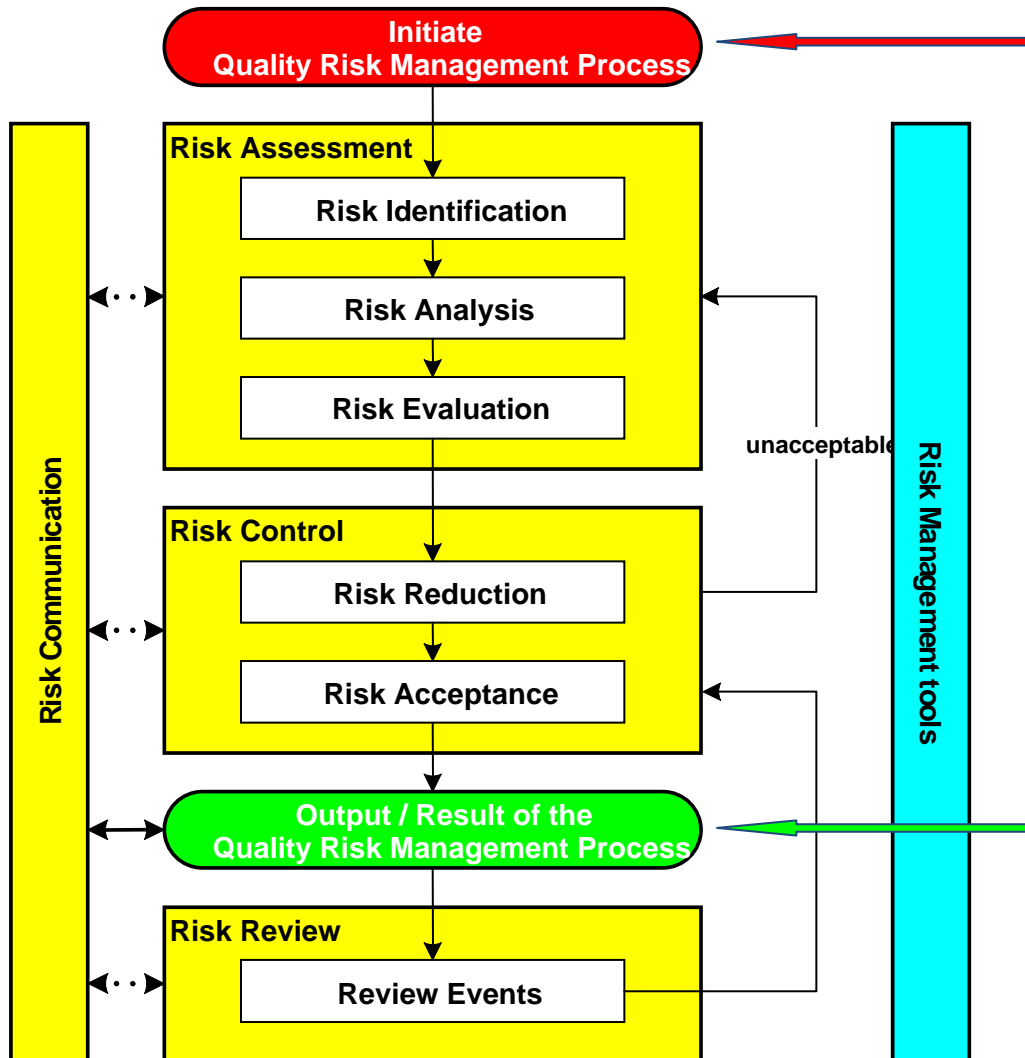 Initiate
Quality Risk Management Process
Risk Assessment
Risk Identification
Risk Analysis
Risk Evaluation
unacceptable
Risk Control
Risk Reduction
Risk Acceptance
Output / Result of the
Quality Risk Management Process
Risk Review
Review Events
Risk Communication
Risk Management tools